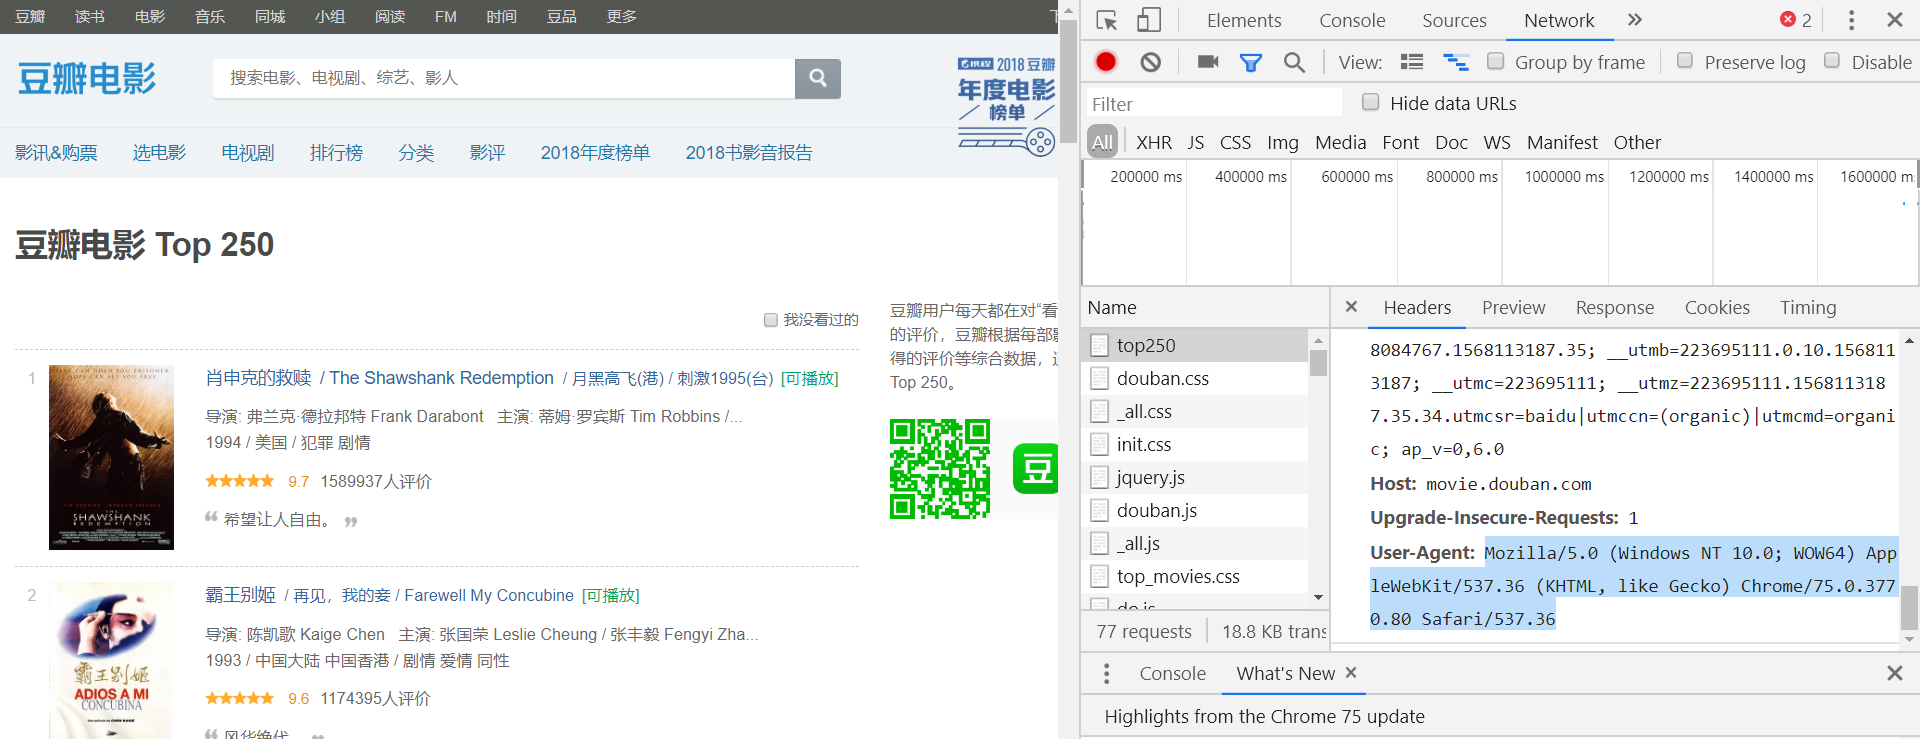 豆瓣 读书 电影 音乐 同城 小组 阅读 FM 时间 豆品 更多
豆瓣电影
搜索电影、电视剧、综艺、影人
2018 豆瓣
年度电影
榜单
影讯&购票 选电影 电视剧 排行榜 分类 影评 2018年度榜单 2018书影音报告
豆瓣电影 Top 250
我没看过的
1
肖申克的救赎 / The Shawshank Redemption / 月黑高飞(港) / 刺激1995(台) [可播放]
导演: 弗兰克·德拉邦特 Frank Darabont 主演: 蒂姆·罗宾斯 Tim Robbins /...
1994 / 美国 / 犯罪 剧情
9.7 1589937人评价
希望让人自由。
THE
SHAWSHANK
REDEMPTION
2
霸王别姬 / 再见，我的妾 / Farewell My Concubine [可播放]
导演: 陈凯歌 Kaige Chen 主演: 张国荣 Leslie Cheung / 张丰毅 Fengyi Zha...
1993 / 中国大陆 中国香港 / 剧情 爱情 同性
9.6 1174395人评价
风华绝代。
霸王别姬
ADIOS A MI
CONCUBINA
豆瓣用户每天都在对“看
的评价，豆瓣根据每部影
得的评价等综合数据，通
Top 250。
豆
Elements Console Sources Network 2
View: Group by frame Preserve log Disable
Filter Hide data URLs
All XHR JS CSS Img Media Font Doc WS Manifest Other
200000 ms 400000 ms 600000 ms 800000 ms 1000000 ms 1200000 ms 1400000 ms 1600000 m
Name
top250
douban.css
_all.css
init.css
jquery.js
douban.js
_all.js
top_movies.css
do.js
77 requests 18.8 KB trans
Headers Preview Response Cookies Timing
8084767.1568113187.35; __utmb=223695111.0.10.156811
3187; __utmc=223695111; __utmz=223695111.156811318
7.35.34.utmcsr=baidu|utmccn=(organic)|utmcmd=organi
c; ap_v=0,6.0
Host: movie.douban.com
Upgrade-Insecure-Requests: 1
User-Agent: Mozilla/5.0 (Windows NT 10.0; WOW64) App
leWebKit/537.36 (KHTML, like Gecko) Chrome/75.0.377
0.80 Safari/537.36
Console What's New
Highlights from the Chrome 75 update